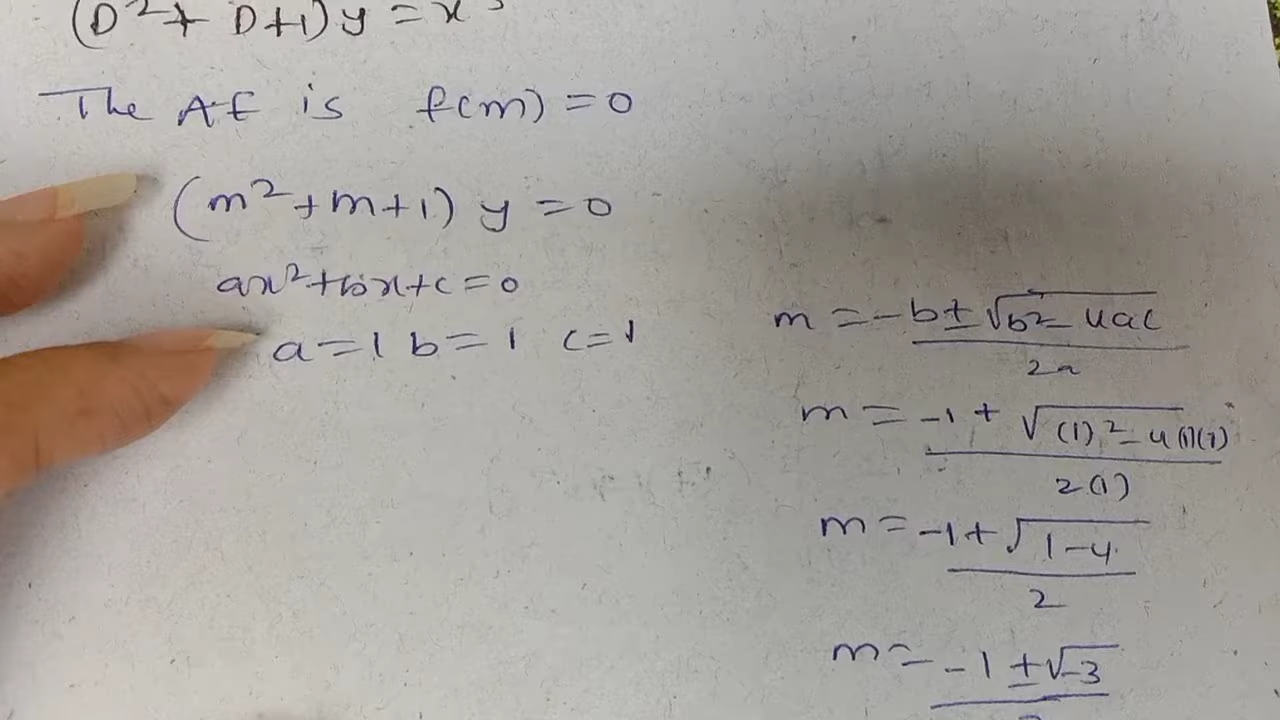 (D²+ D+1)y = x³
The AE is f(m) = 0
(m²+m+1) y = 0
ax²+bx+c = 0
a=1 b=1 c=1
m = -b ± √b²-4ac
2a
m = -1 + √(1)²-4(1)(1)
2(1)
m = -1+√1-4
2
m = -1 ± √-3